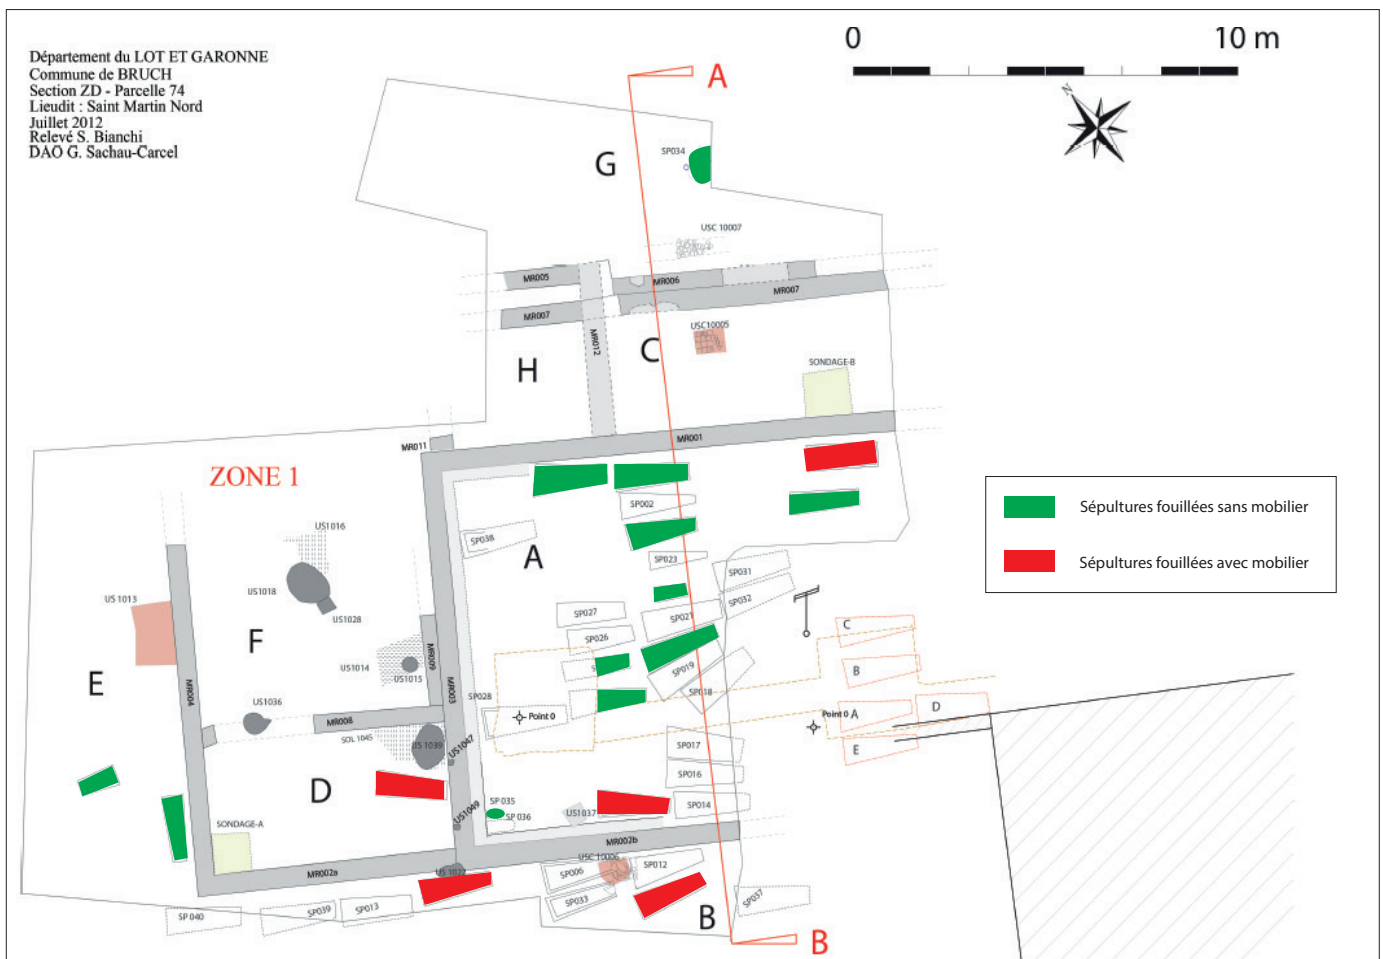 Département du LOT ET GARONNE
Commune de BRUCH
Section ZD - Parcelle 74
Lieudit : Saint Martin Nord
Juillet 2012
Relevé S. Bianchi
DAO G. Sachau-Carcel
0 10 m
N
A
G
SP034
USC 10007
MR005
MR006
MR007
MR007
MR012
USC10005
C
H
SONDAGE-B
MR001
MR011
ZONE 1
SP002
US1016
SP038
A
SP023
SP031
SP032
US1018
US 1013
US1028
SP027
SP021
SP026
F
MR009
US1014
US1015
SP019
SP018
E
MR004
MR003
SP028
US1036
MR008
Point 0
SOL 1045
US 1039
US1047
SP017
SP016
D
SP 035
SP014
US1049
SP 036
US1037
SONDAGE-A
MR002b
MR002a
US 1022
USC 10006
SP006
SP012
SP033
SP037
B
SP 040
SP039
SP013
B
C
B
A
Point 0
D
E
Sépultures fouillées sans mobilier
Sépultures fouillées avec mobilier